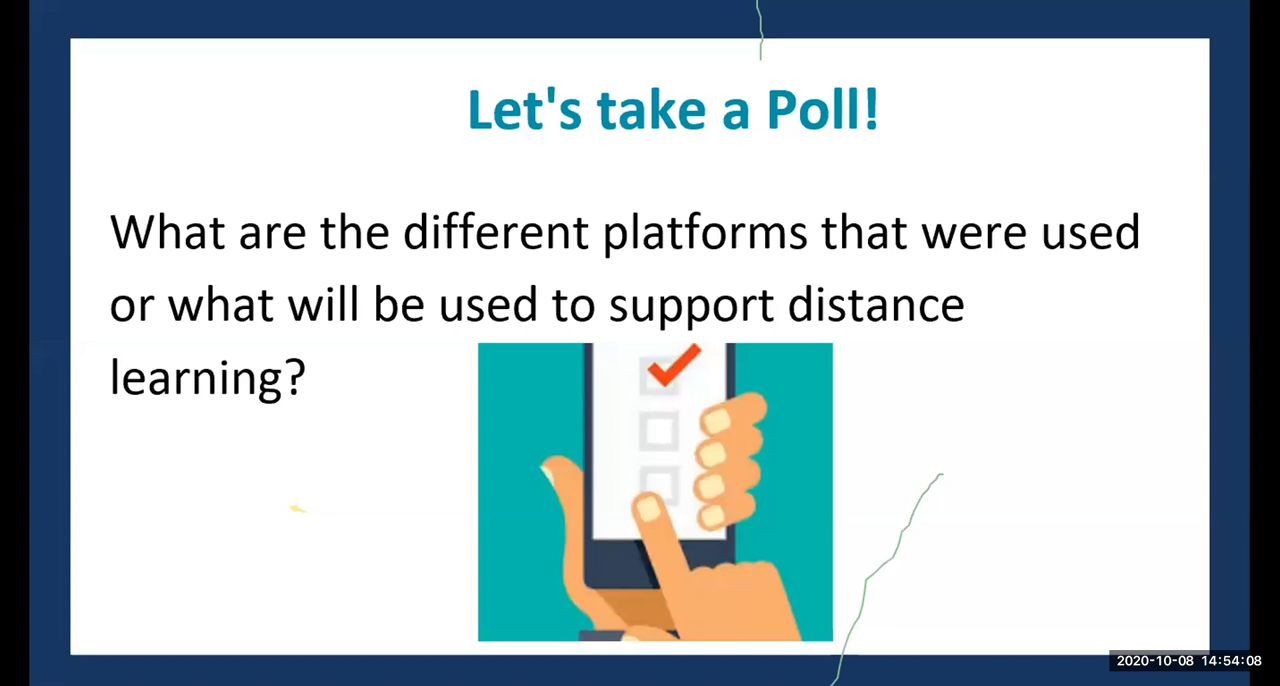 Let's take a Poll!
What are the different platforms that were used
or what will be used to support distance
learning?
2020-10-08 14:54:08